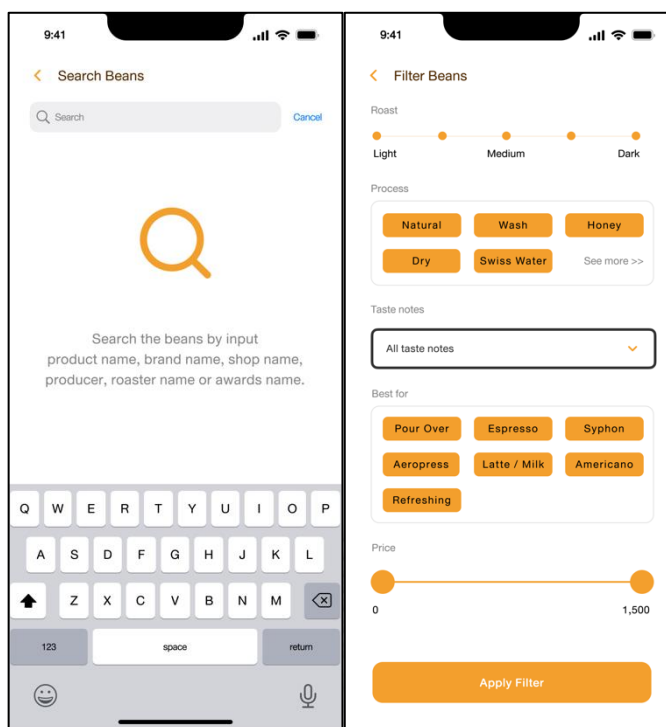 9:41
Search Beans
Search
Cancel
Search the beans by input
product name, brand name, shop name,
producer, roaster name or awards name.
Q W E R T Y U I O P
A S D F G H J K L
Z X C V B N M
123 space return
9:41
Filter Beans
Roast
Light Medium Dark
Process
Natural Wash Honey
Dry Swiss Water See more >>
Taste notes
All taste notes
Best for
Pour Over Espresso Syphon
Aeropress Latte / Milk Americano
Refreshing
Price
0 1,500
Apply Filter